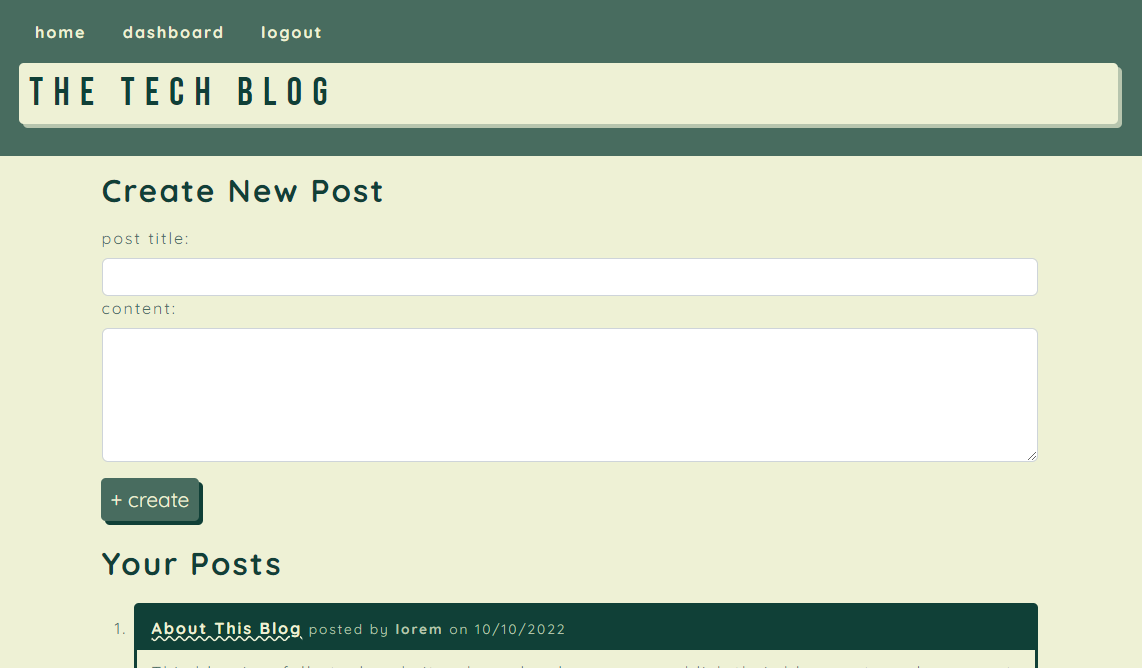 home dashboard logout
THE TECH BLOG
Create New Post
post title:
content:
+ create
Your Posts
1. About This Blog posted by lorem on 10/10/2022